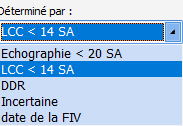 Déterminé par :
LCC < 14 SA
Echographie < 20 SA
LCC < 14 SA
DDR
Incertaine
date de la FIV